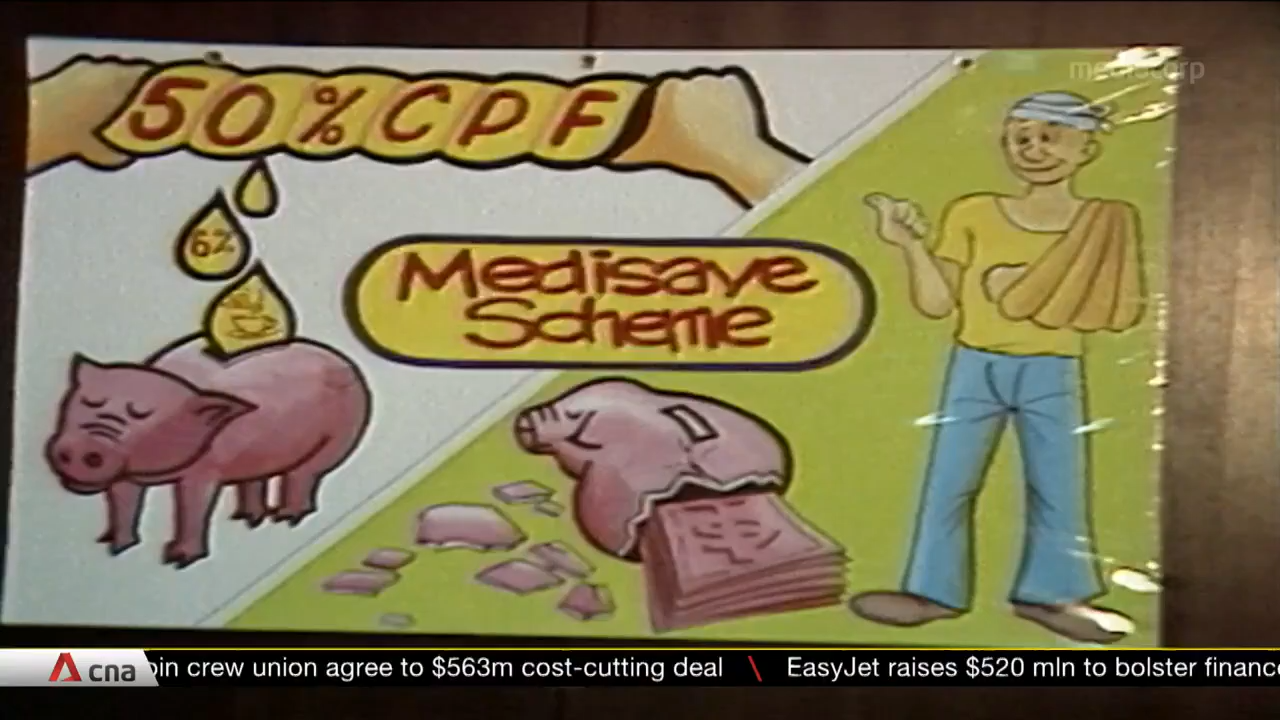 mediacorp
50%CPF
6%
Medisave
Scheme
cna
oin crew union agree to $563m cost-cutting deal \ EasyJet raises $520 mln to bolster finance